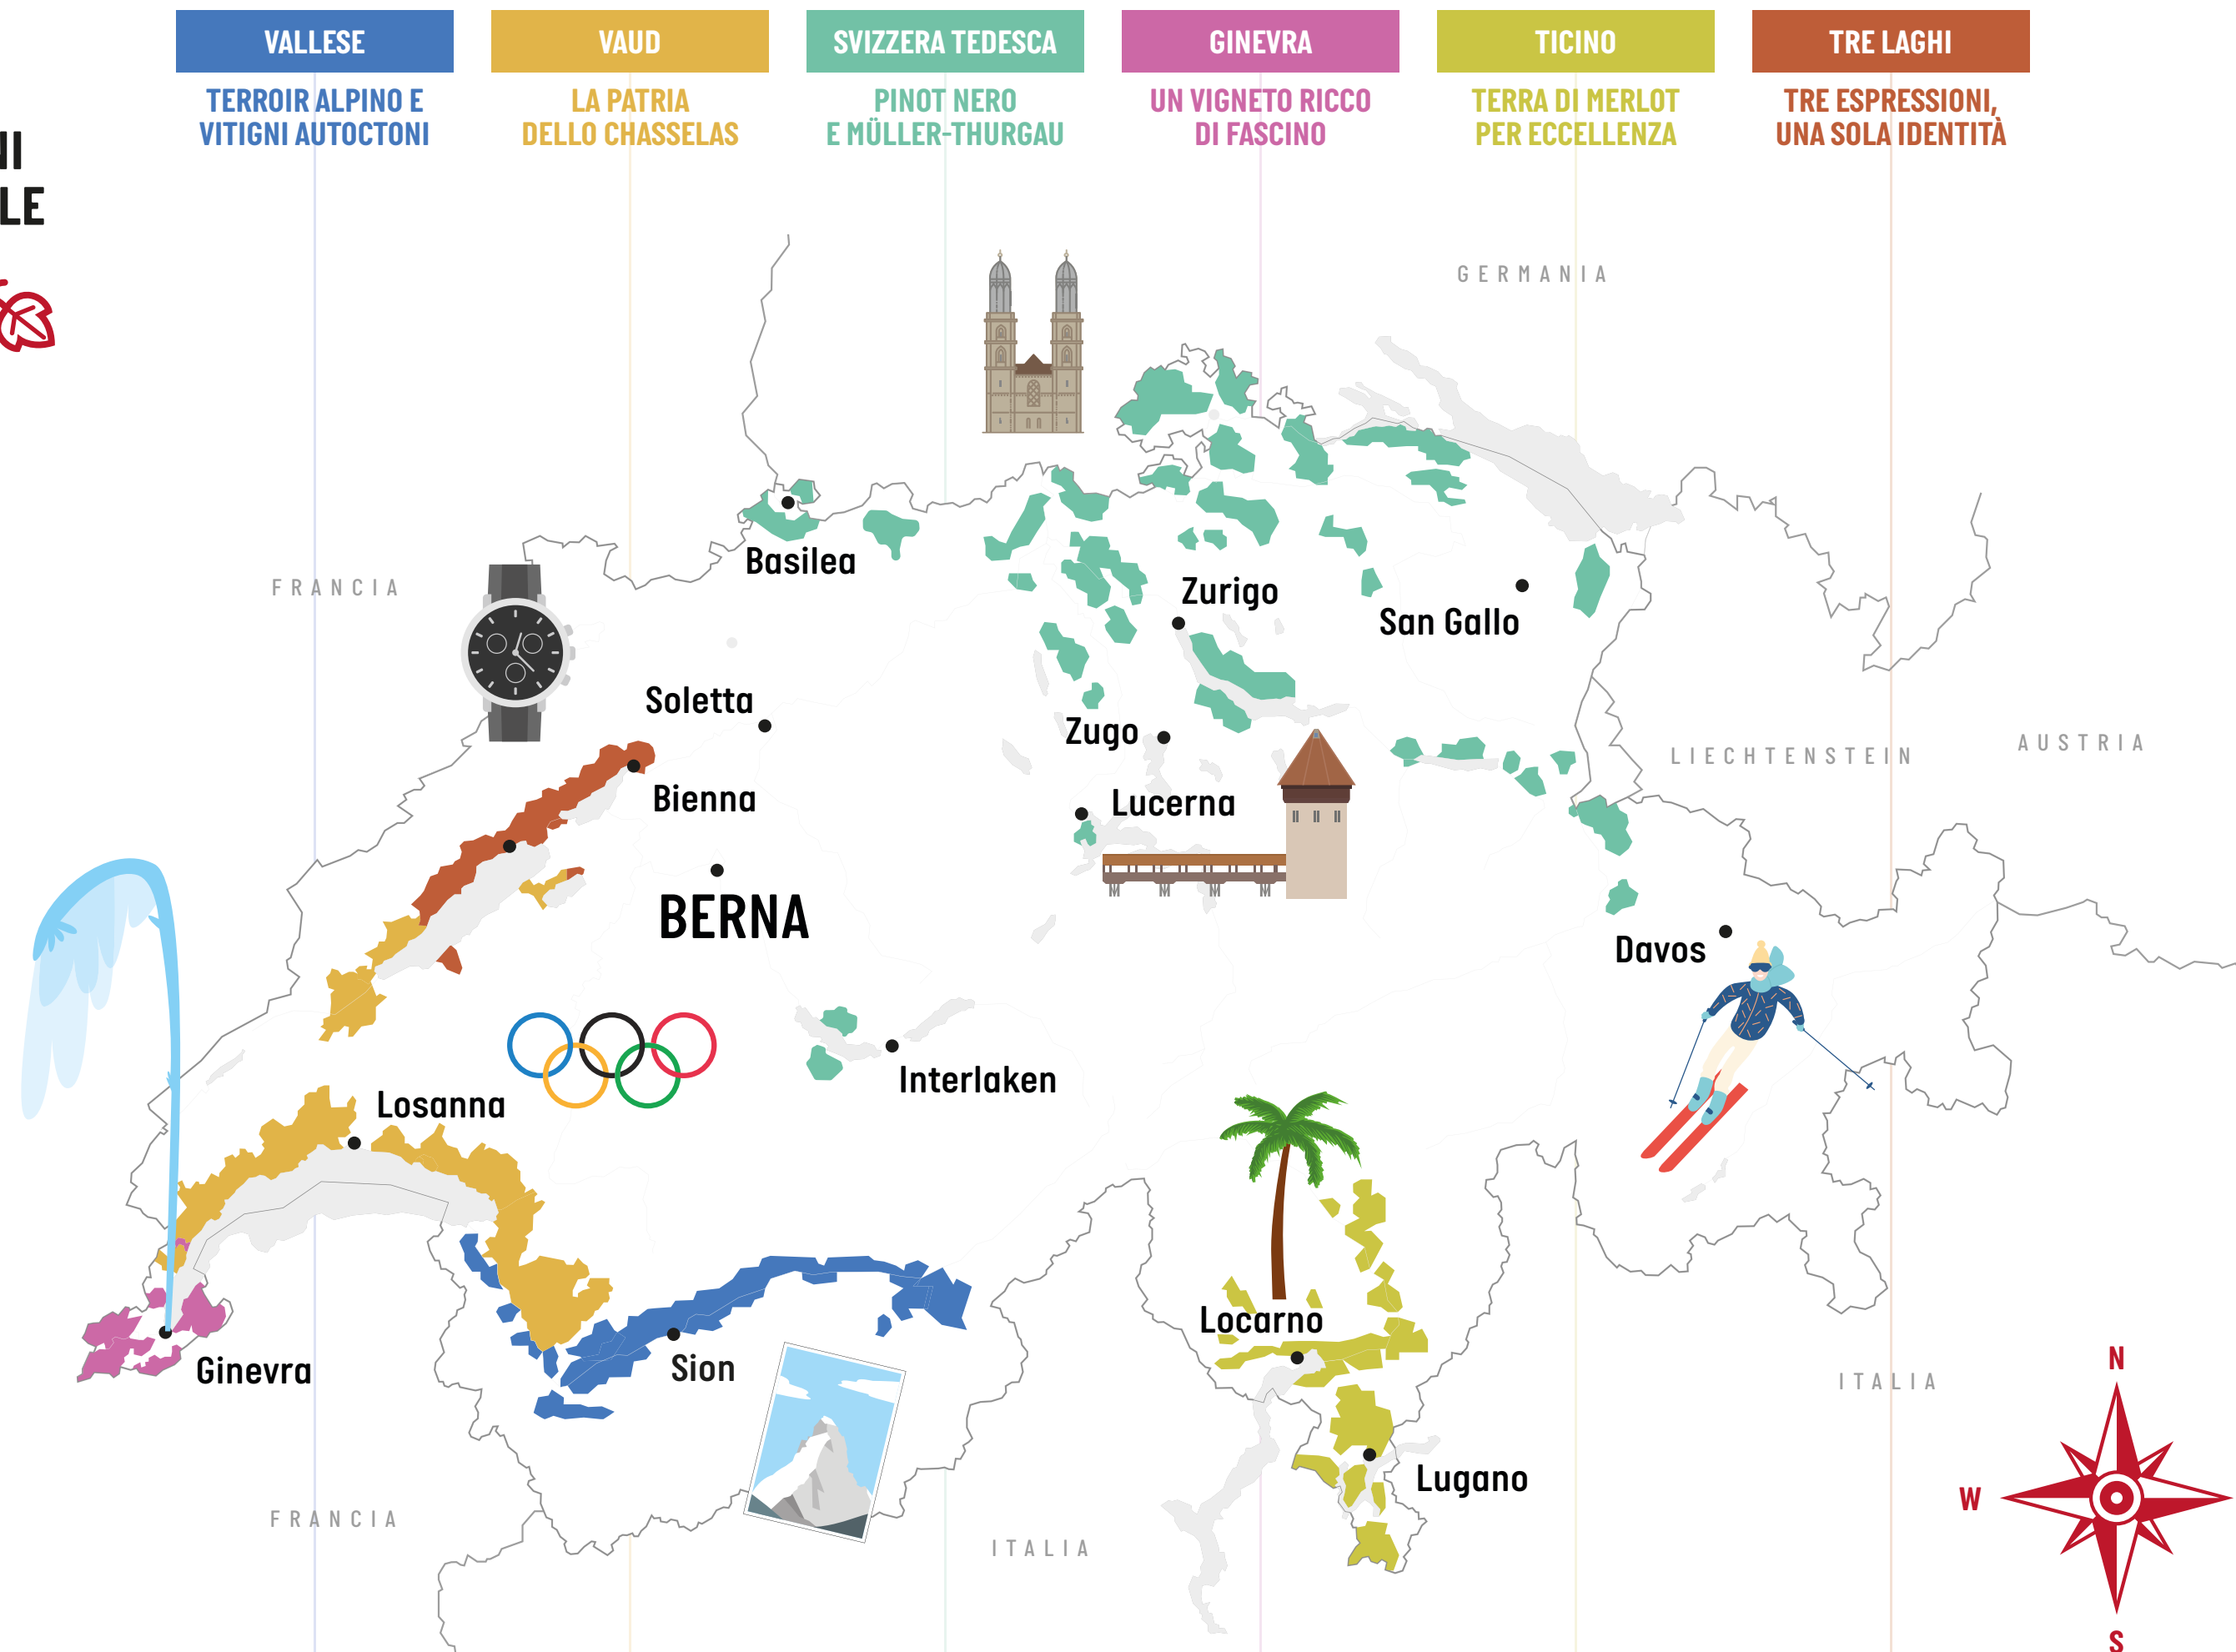 VALLESE
TERROIR ALPINO E
VITIGNI AUTOCTONI
VAUD
LA PATRIA
DELLO CHASSELAS
SVIZZERA TEDESCA
PINOT NERO
E MÜLLER-THURGAU
GINEVRA
UN VIGNETO RICCO
DI FASCINO
TICINO
TERRA DI MERLOT
PER ECCELLENZA
TRE LAGHI
TRE ESPRESSIONI,
UNA SOLA IDENTITÀ
NI
LE
GERMANIA
FRANCIA
Basilea
Zurigo
San Gallo
Soletta
Zugo
LIECHTENSTEIN
AUSTRIA
Bienna
Lucerna
BERNA
Davos
Interlaken
Losanna
Locarno
Ginevra
Sion
Lugano
ITALIA
FRANCIA
ITALIA
N
W
S